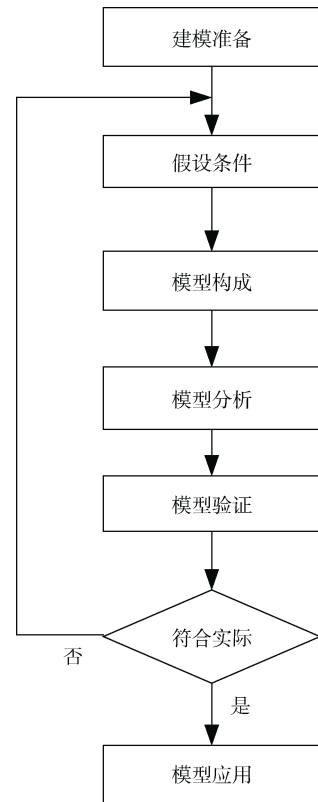 建模准备
假设条件
模型构成
模型分析
模型验证
符合实际
否
是
模型应用